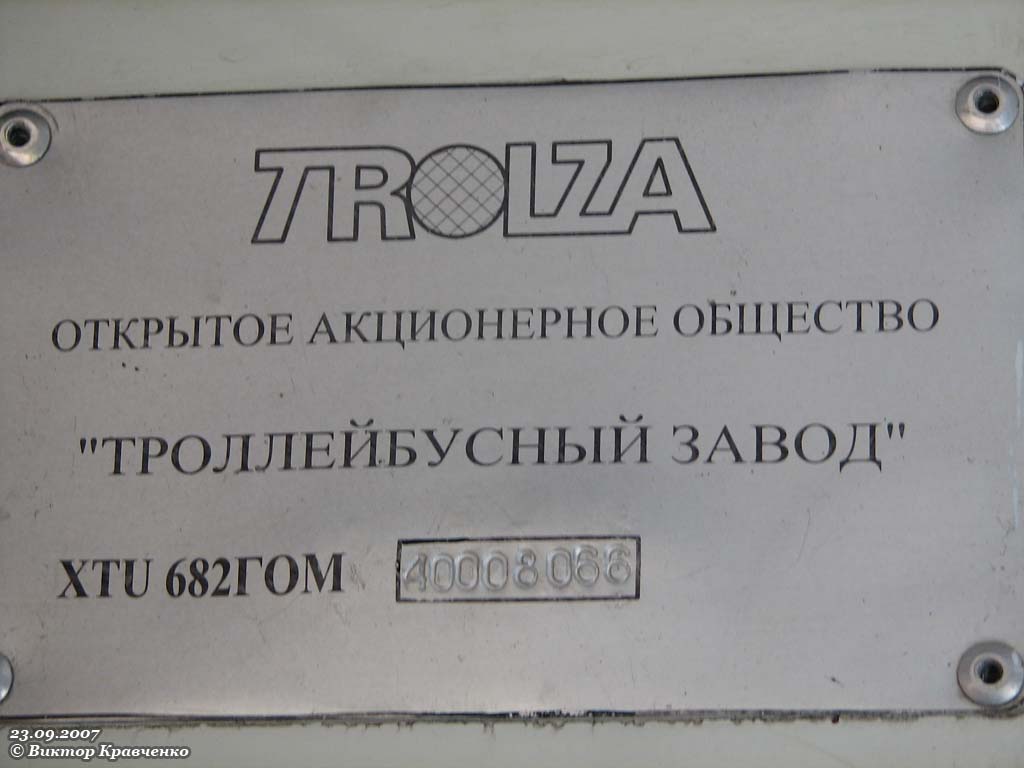 TROLZA
ОТКРЫТОЕ АКЦИОНЕРНОЕ ОБЩЕСТВО
"ТРОЛЛЕЙБУСНЫЙ ЗАВОД"
XTU 682ГОМ 40008066
23.09.2007
© Виктор Кравченко